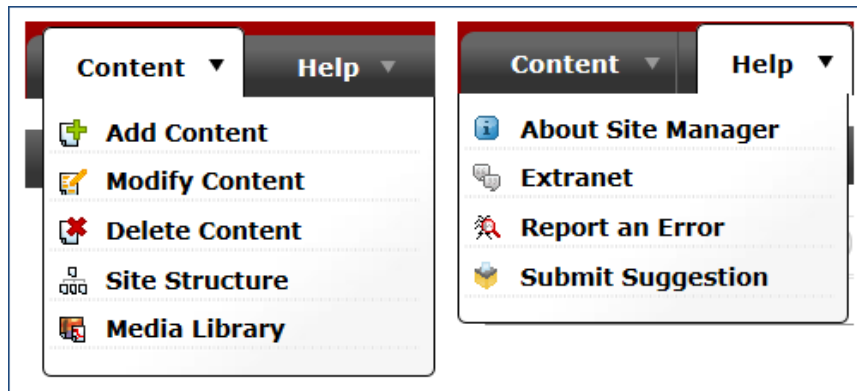 Content ▼ Help ▼
Add Content
Modify Content
Delete Content
Site Structure
Media Library
Content ▼ Help ▼
About Site Manager
Extranet
Report an Error
Submit Suggestion